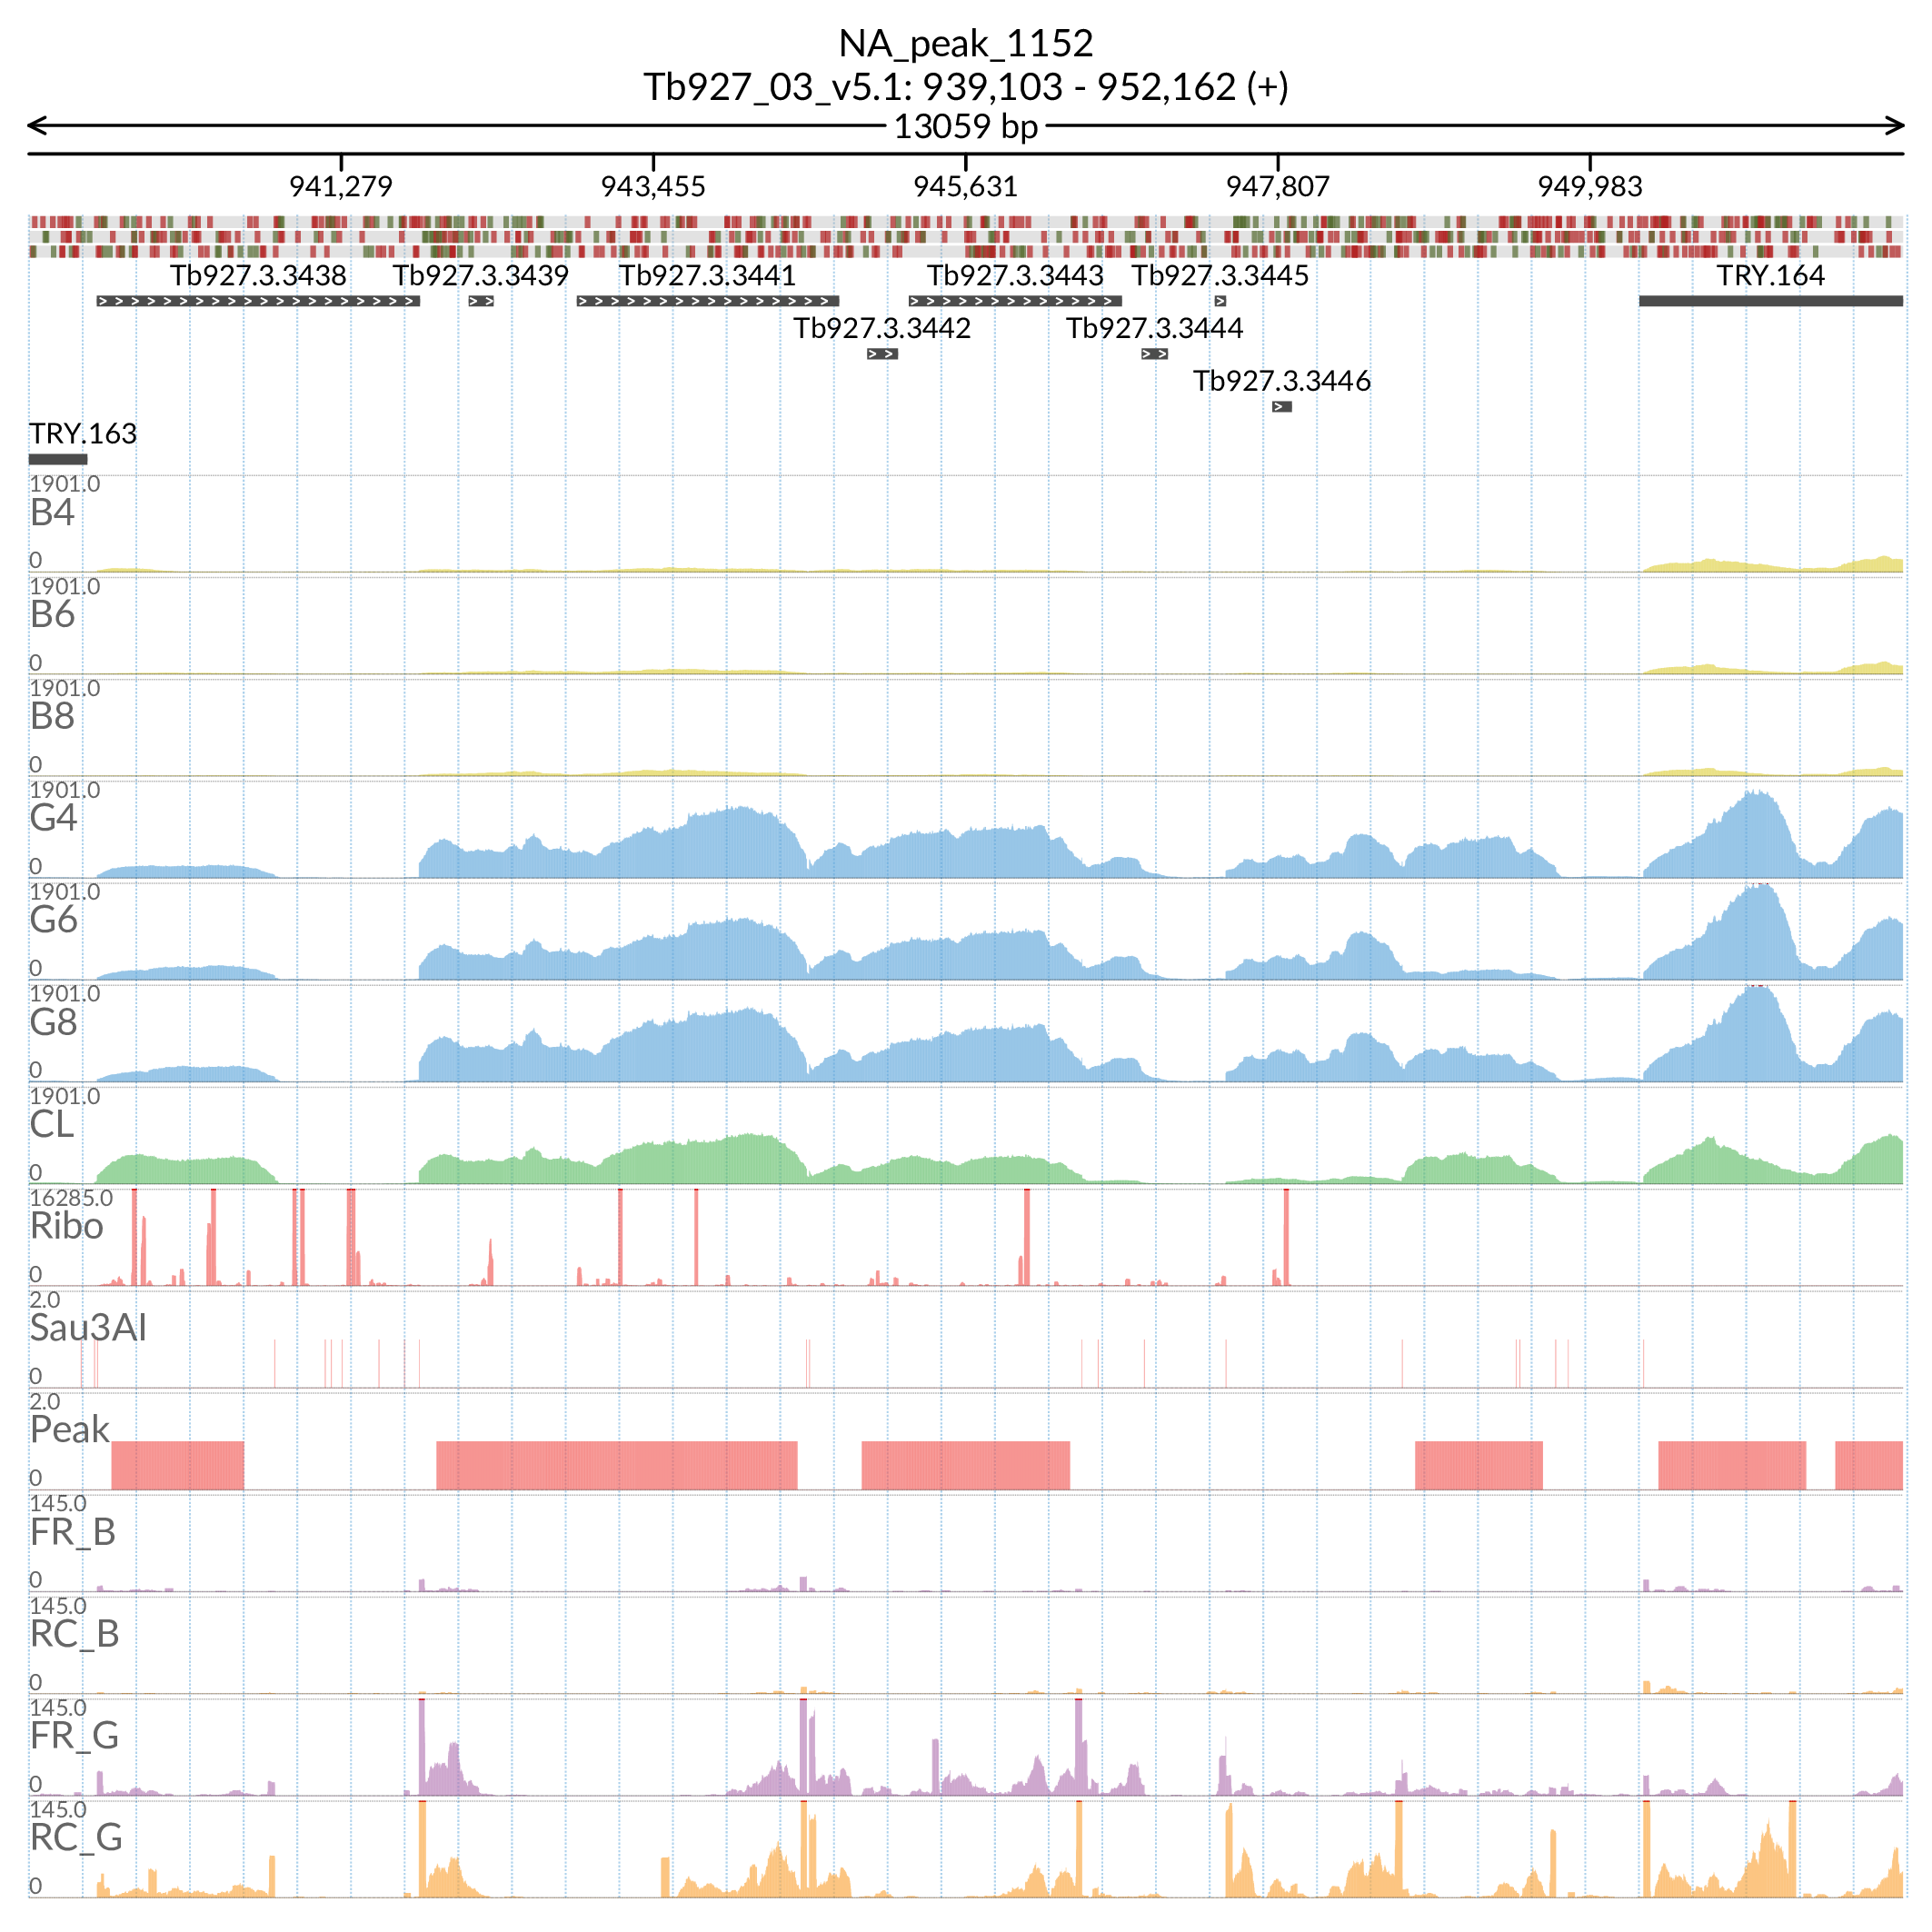 NA_peak_1152
Tb927_03_v5.1: 939,103 - 952,162 (+)
13059 bp
941,279 943,455 945,631 947,807 949,983
Tb927.3.3438 Tb927.3.3439 Tb927.3.3441 Tb927.3.3443 Tb927.3.3445 TRY.164
Tb927.3.3442 Tb927.3.3444
Tb927.3.3446
TRY.163
1901.0
B4
0
1901.0
B6
0
1901.0
B8
0
1901.0
G4
0
1901.0
G6
0
1901.0
G8
0
1901.0
CL
0
16285.0
Ribo
0
2.0
Sau3AI
0
2.0
Peak
0
145.0
FR_B
0
145.0
RC_B
0
145.0
FR_G
0
145.0
RC_G
0